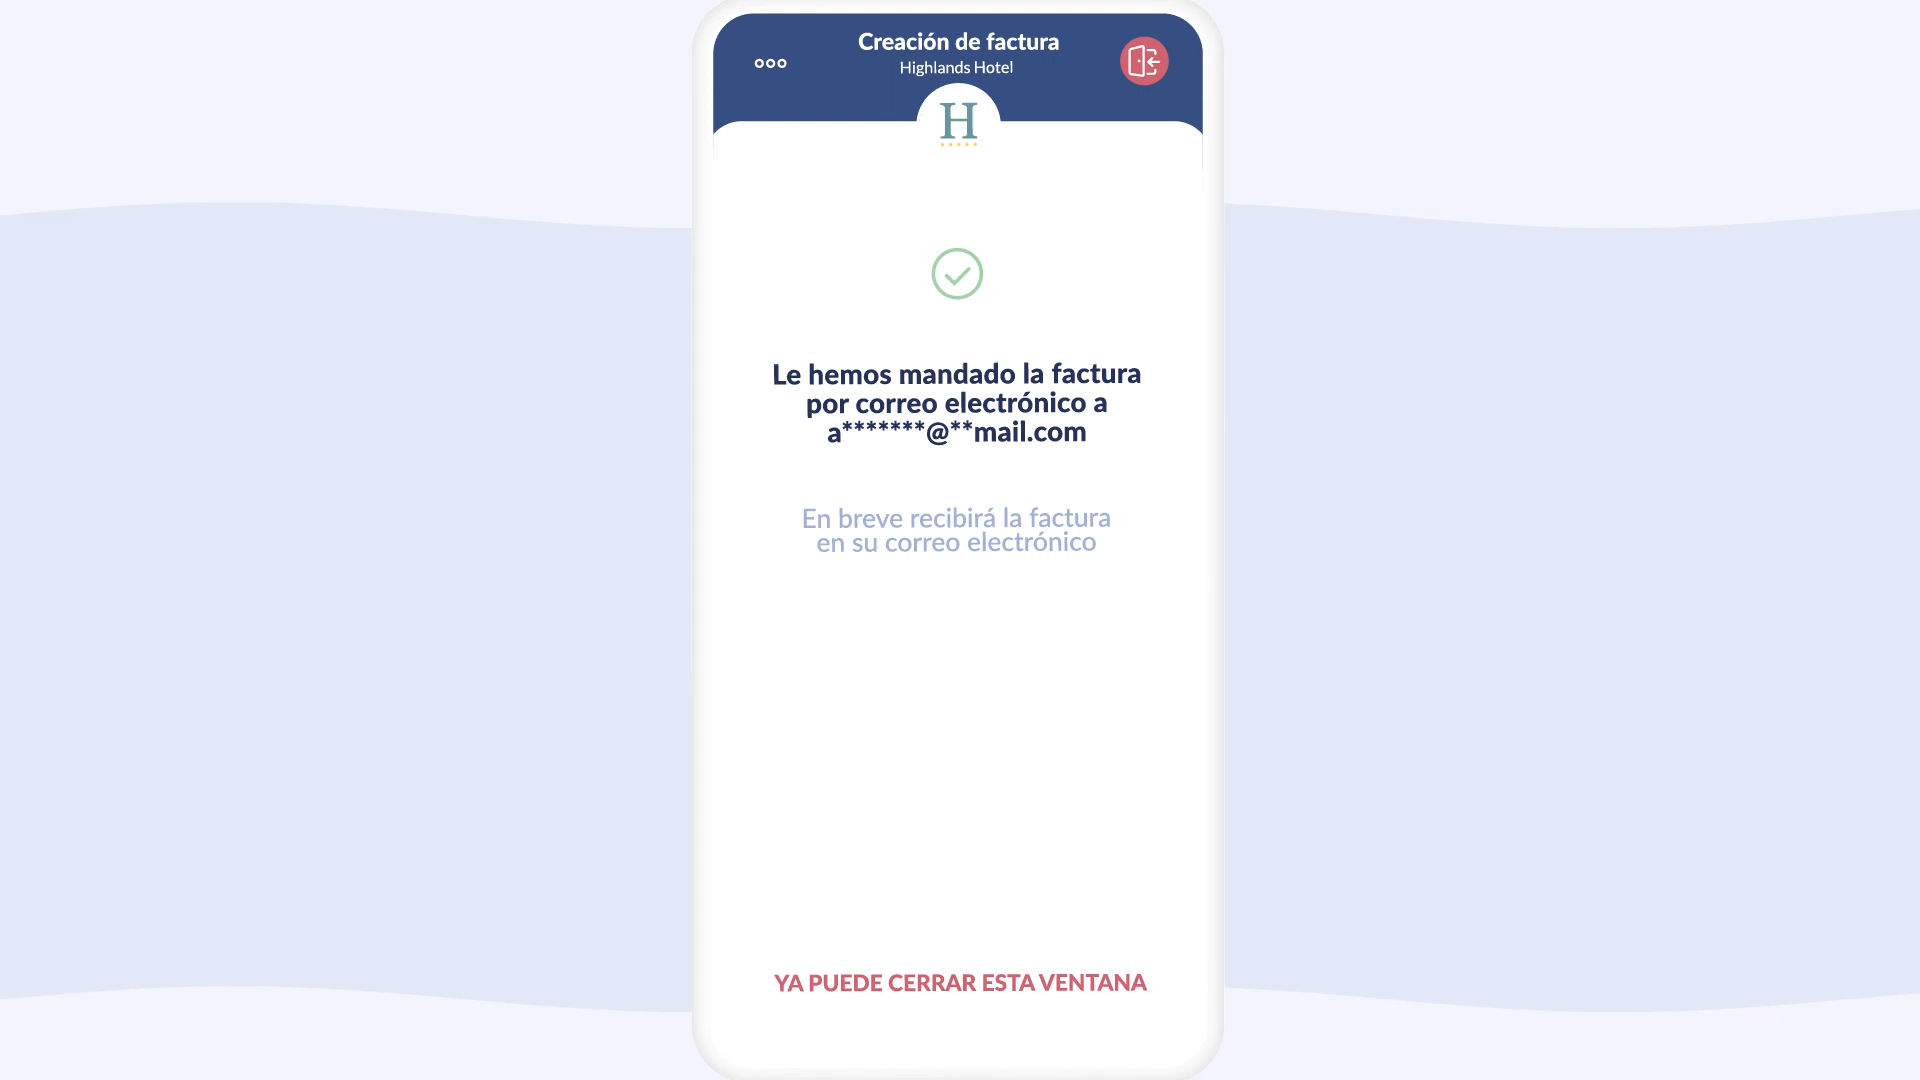 Creación de factura
Highlands Hotel
H
Le hemos mandado la factura
por correo electrónico a
a*******@**mail.com
En breve recibirá la factura
en su correo electrónico
YA PUEDE CERRAR ESTA VENTANA